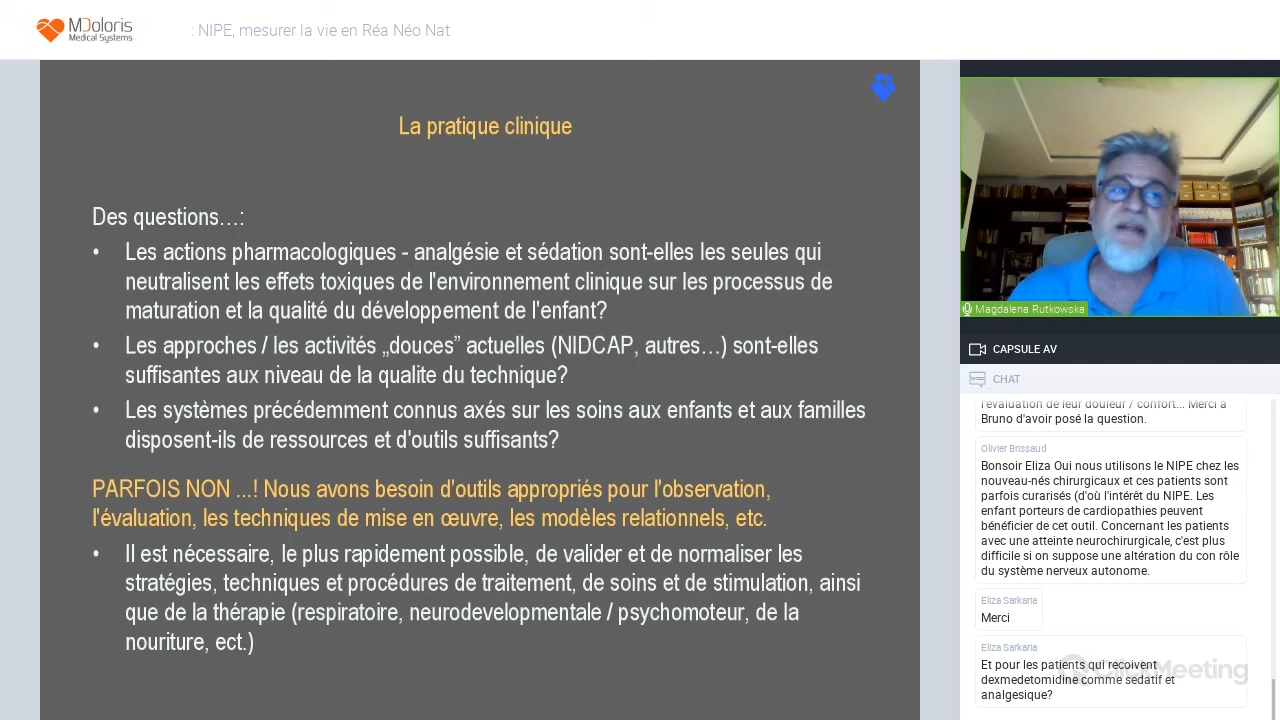 MDoloris
Medical Systems
: NIPE, mesurer la vie en Réa Néo Nat
La pratique clinique
Des questions…:
• Les actions pharmacologiques - analgésie et sédation sont-elles les seules qui
neutralisent les effets toxiques de l'environnement clinique sur les processus de
maturation et la qualité du développement de l'enfant?
• Les approches / les activités „douces” actuelles (NIDCAP, autres…) sont-elles
suffisantes aux niveau de la qualite du technique?
• Les systèmes précédemment connus axés sur les soins aux enfants et aux familles
disposent-ils de ressources et d'outils suffisants?
PARFOIS NON ...! Nous avons besoin d'outils appropriés pour l'observation,
l'évaluation, les techniques de mise en œuvre, les modèles relationnels, etc.
• Il est nécessaire, le plus rapidement possible, de valider et de normaliser les
stratégies, techniques et procédures de traitement, de soins et de stimulation, ainsi
que de la thérapie (respiratoire, neurodevelopmentale / psychomoteur, de la
nouriture, ect.)
Magdalena Rutkowska
CAPSULE AV
CHAT
l'évaluation de leur douleur / confort... Merci à
Bruno d'avoir posé la question.
Olivier Brissaud
Bonsoir Eliza Oui nous utilisons le NIPE chez les
nouveau-nés chirurgicaux et ces patients sont
parfois curarisés (d'où l'intérêt du NIPE. Les
enfant porteurs de cardiopathies peuvent
bénéficier de cet outil. Concernant les patients
avec une atteinte neurochirurgicale, c'est plus
difficile si on suppose une altération du con rôle
du système nerveux autonome.
Eliza Sarkaria
Merci
Eliza Sarkaria
Et pour les patients qui recoivent
dexmedetomidine comme sedatif et
analgesique?
ClickMeeting